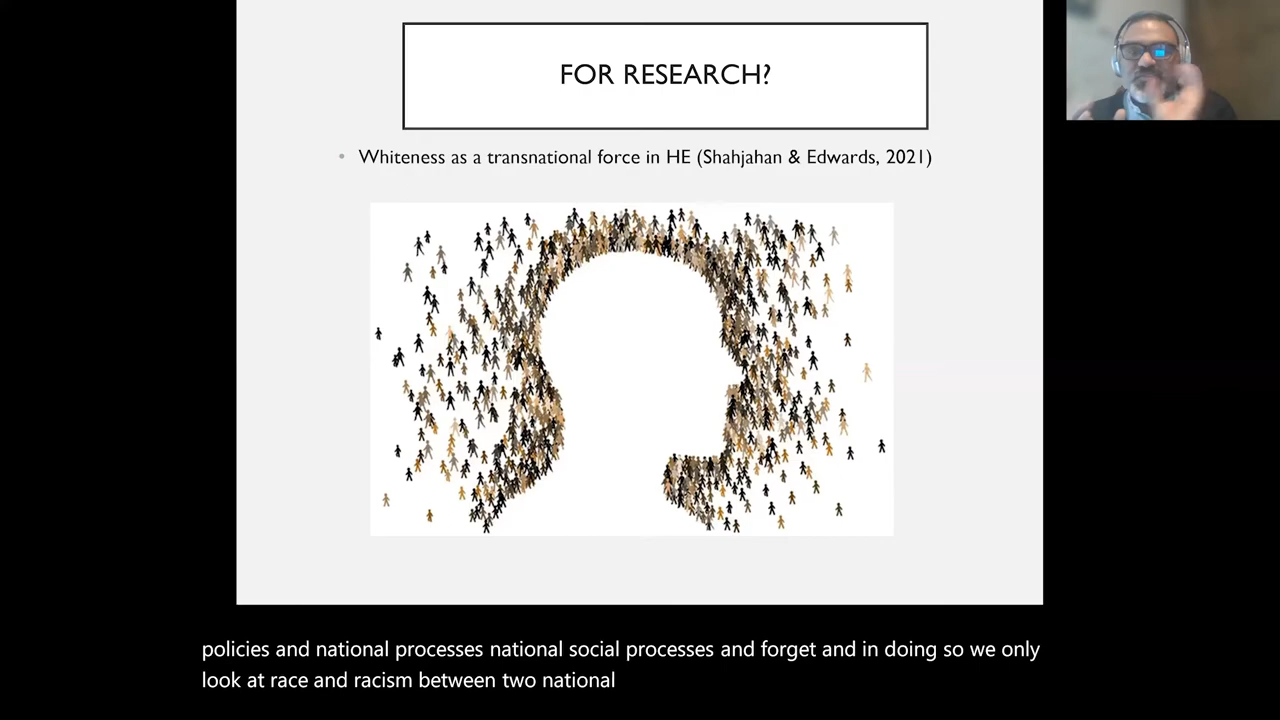 FOR RESEARCH?
• Whiteness as a transnational force in HE (Shahjahan & Edwards, 2021)
policies and national processes national social processes and forget and in doing so we only
look at race and racism between two national